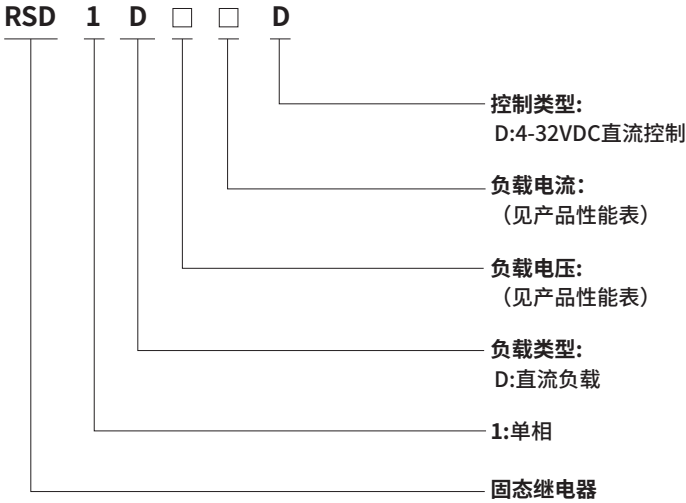 RSD 1 D □ □ D
控制类型:
D:4-32VDC直流控制
负载电流:
（见产品性能表）
负载电压:
（见产品性能表）
负载类型:
D:直流负载
1:单相
固态继电器